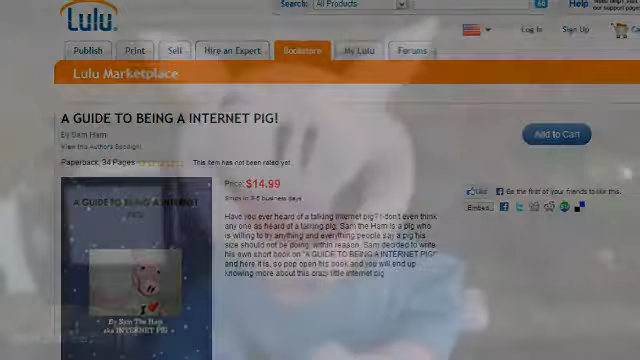 Lulu
Search: All Products GO Help
our support pages
Log In Sign Up
Publish Print Sell Hire an Expert Bookstore My Lulu Forums
Lulu Marketplace
A GUIDE TO BEING A INTERNET PIG!
By Sam Ham
View this Author's Spotlight
Paperback, 34 Pages This item has not been rated yet
Price: $14.99
Ships in 3-5 business days
Add to Cart
Like Be the first of your friends to like this.
Embed
Have you ever heard of a talking internet pig? I don't even think
any one as heard of a talking pig. Sam the Ham is a pig who
is willing to try anything and everything people say a pig his
size should not be doing, within reason. Sam decided to write
his own short book on "A GUIDE TO BEING A INTERNET PIG!"
and here it is, so pop open his book and you will end up
knowing more about this crazy little internet pig
A GUIDE TO BEING A INTERNET
PIG!
I
By Sam The Ham
aka INTERNET PIG